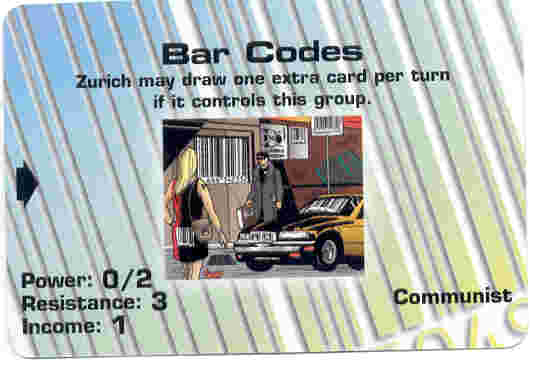 Bar Codes
Zurich may draw one extra card per turn
if it controls this group.
Power: 0/2
Resistance: 3
Income: 1
Communist